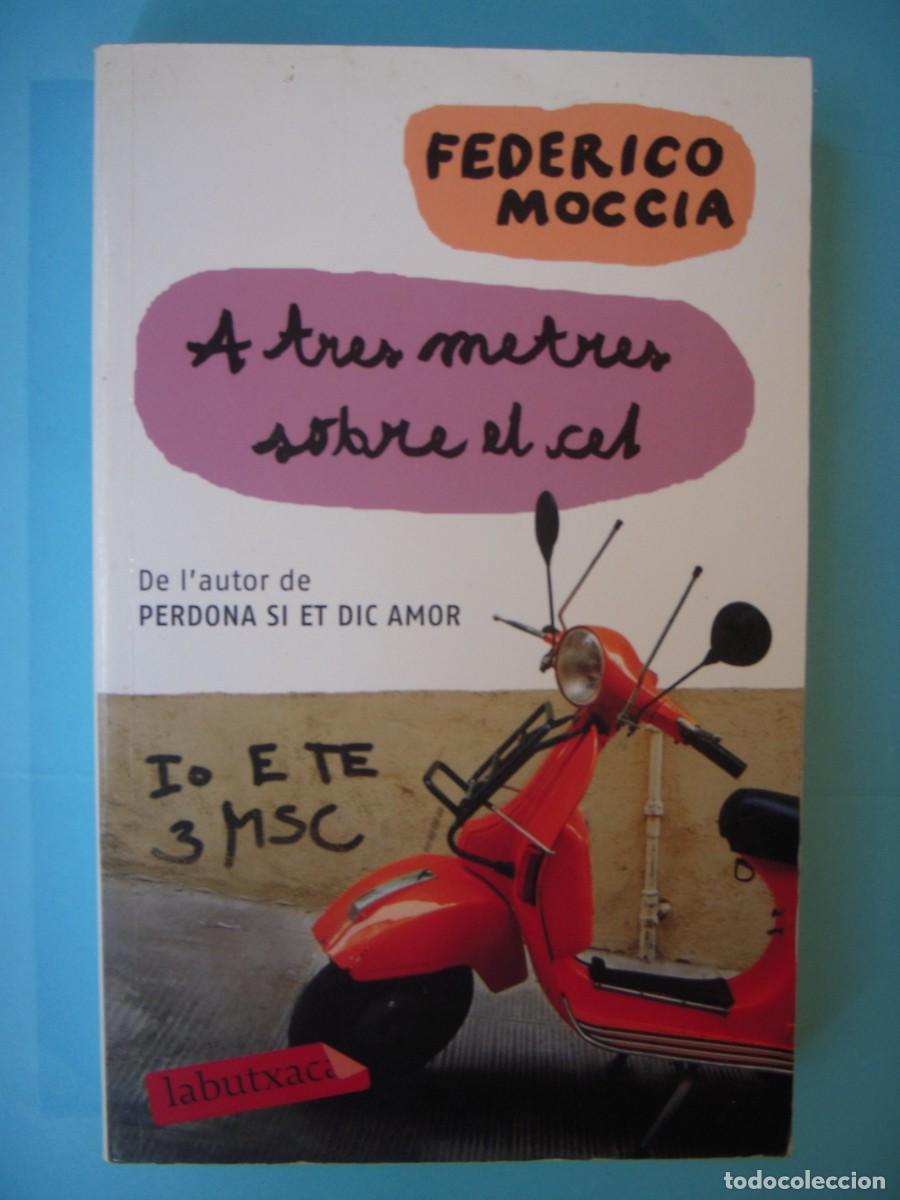 FEDERICO
MOCCIA
A tres metres
sobre el cel
De l'autor de
PERDONA SI ET DIC AMOR
Io E TE
3 MSC
labutxaca
todocoleccion